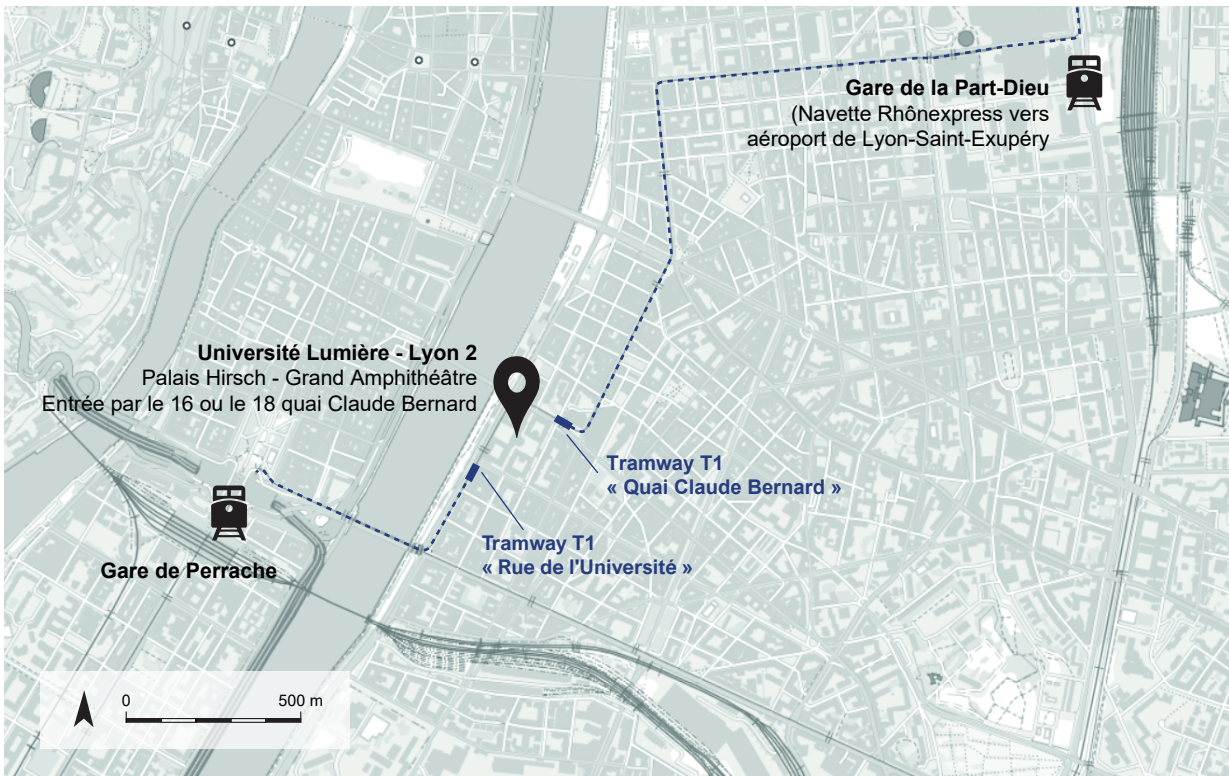 Gare de la Part-Dieu
(Navette Rhônexpress vers
aéroport de Lyon-Saint-Exupéry
Université Lumière - Lyon 2
Palais Hirsch - Grand Amphithéâtre
Entrée par le 16 ou le 18 quai Claude Bernard
Tramway T1
« Quai Claude Bernard »
Tramway T1
« Rue de l'Université »
Gare de Perrache
0 500 m